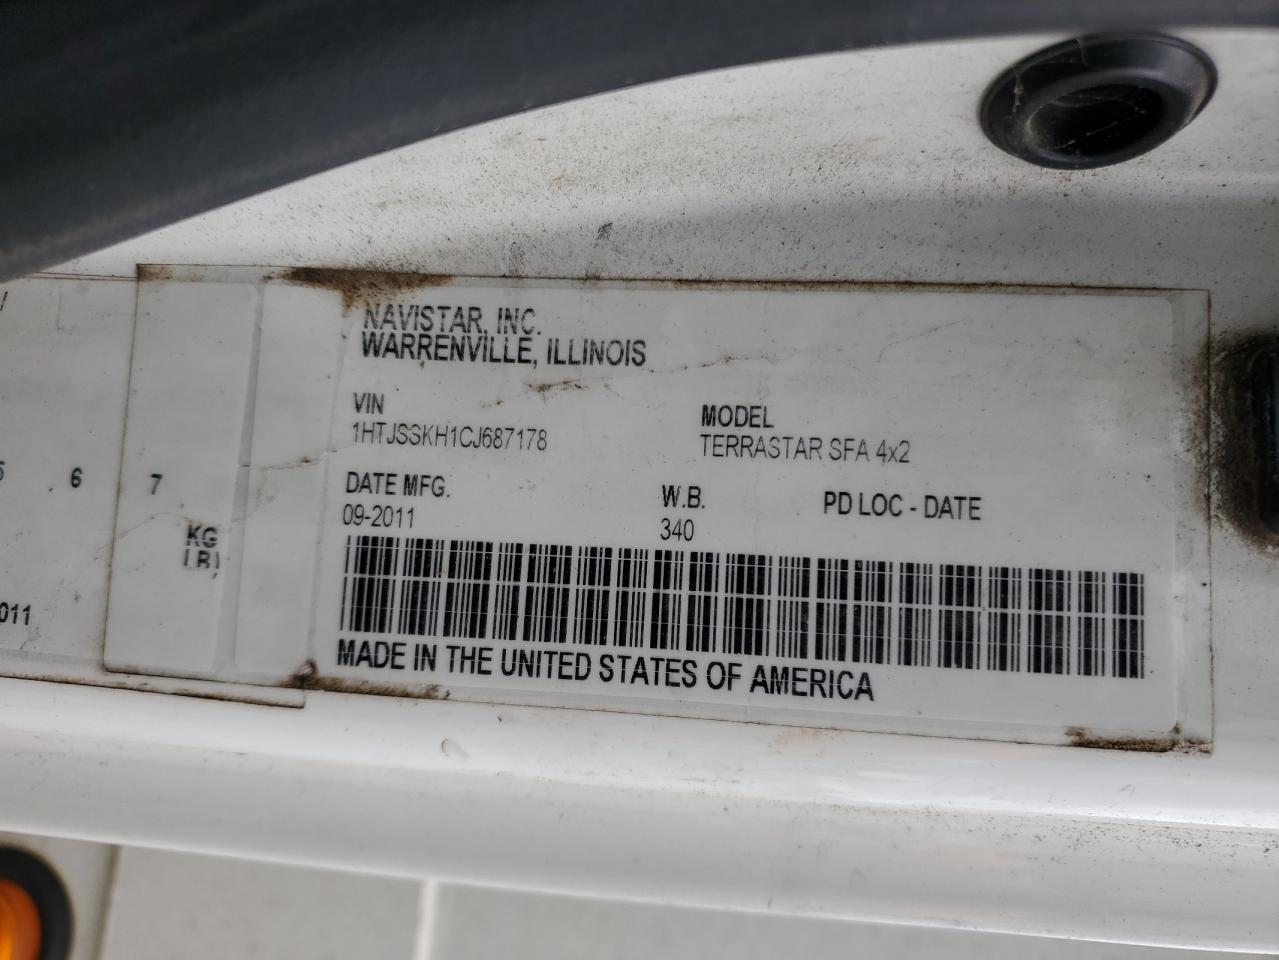 NAVISTAR, INC.
WARRENVILLE, ILLINOIS
VIN MODEL
1HTJSSKH1CJ687178 TERRASTAR SFA 4x2
DATE MFG. W.B. PD LOC - DATE
09-2011 340
MADE IN THE UNITED STATES OF AMERICA
6 7
KG
(LB)
011